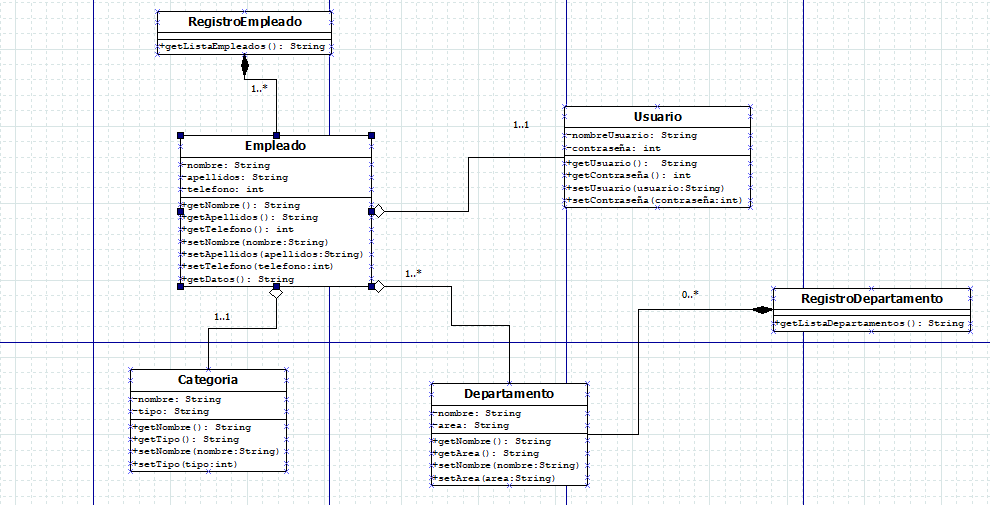 RegistroEmpleado
+getListaEmpleados(): String
1..*
Empleado
-nombre: String
-apellidos: String
-telefono: int
+getNombre(): String
+getApellidos(): String
+getTelefono(): int
+setNombre(nombre:String)
+setApellidos(apellidos:String)
+setTelefono(telefono:int)
+getDatos(): String
1..1
Usuario
-nombreUsuario: String
-contraseña: int
+getUsuario(): String
+getContraseña(): int
+setUsuario(usuario:String)
+setContraseña(contraseña:int)
1..*
0..*
RegistroDepartamento
+getListaDepartamentos(): String
1..1
Categoria
-nombre: String
-tipo: String
+getNombre(): String
+getTipo(): String
+setNombre(nombre:String)
+setTipo(tipo:int)
Departamento
-nombre: String
-area: String
+getNombre(): String
+getArea(): String
+setNombre(nombre:String)
+setArea(area:String)